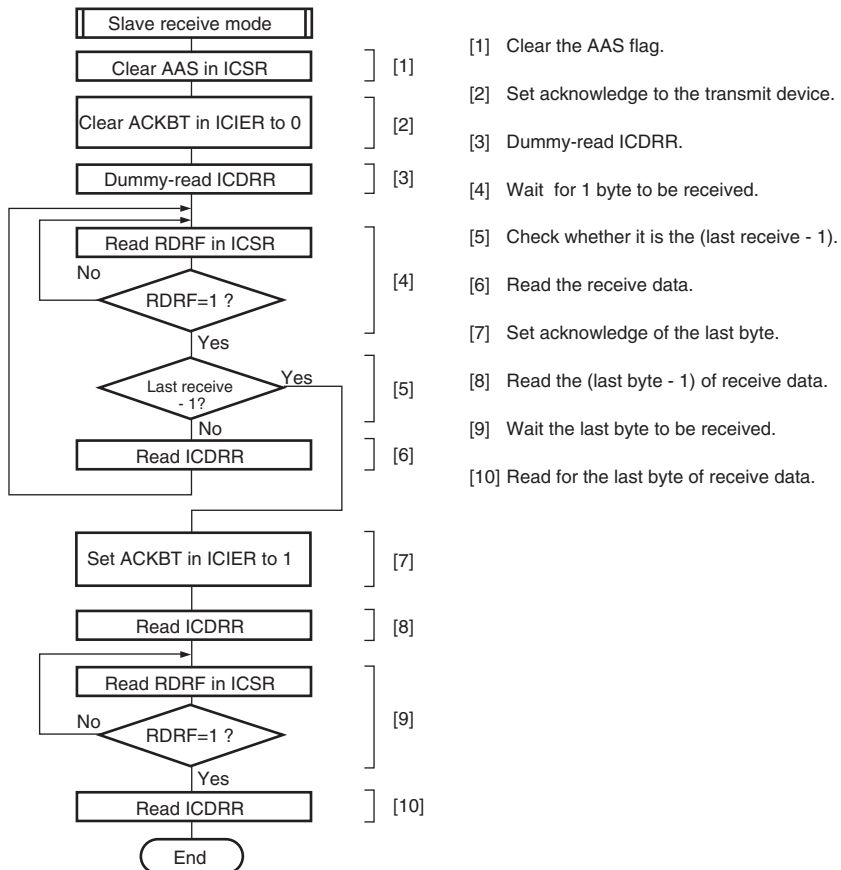 Slave receive mode
Clear AAS in ICSR
[1]
Clear ACKBT in ICIER to 0
[2]
Dummy-read ICDRR
[3]
Read RDRF in ICSR
No
RDRF=1 ?
[4]
Yes
Last receive
- 1?
Yes
[5]
No
Read ICDRR
[6]
Set ACKBT in ICIER to 1
[7]
Read ICDRR
[8]
Read RDRF in ICSR
No
RDRF=1 ?
[9]
Yes
Read ICDRR
[10]
End
[1] Clear the AAS flag.
[2] Set acknowledge to the transmit device.
[3] Dummy-read ICDRR.
[4] Wait for 1 byte to be received.
[5] Check whether it is the (last receive - 1).
[6] Read the receive data.
[7] Set acknowledge of the last byte.
[8] Read the (last byte - 1) of receive data.
[9] Wait the last byte to be received.
[10] Read for the last byte of receive data.